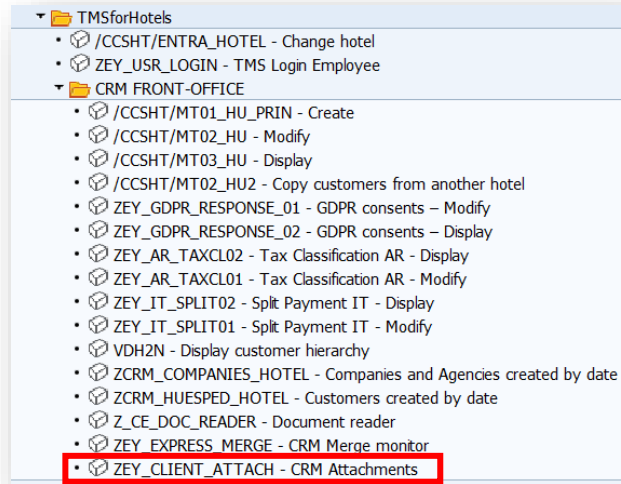 TMSforHotels
/CCSHT/ENTRA_HOTEL - Change hotel
ZEY_USR_LOGIN - TMS Login Employee
CRM FRONT-OFFICE
/CCSHT/MT01_HU_PRIN - Create
/CCSHT/MT02_HU - Modify
/CCSHT/MT03_HU - Display
/CCSHT/MT02_HU2 - Copy customers from another hotel
ZEY_GDPR_RESPONSE_01 - GDPR consents – Modify
ZEY_GDPR_RESPONSE_02 - GDPR consents – Display
ZEY_AR_TAXCL02 - Tax Classification AR - Display
ZEY_AR_TAXCL01 - Tax Classification AR - Modify
ZEY_IT_SPLIT02 - Split Payment IT - Display
ZEY_IT_SPLIT01 - Split Payment IT - Modify
VDH2N - Display customer hierarchy
ZCRM_COMPANIES_HOTEL - Companies and Agencies created by date
ZCRM_HUESPED_HOTEL - Customers created by date
Z_CE_DOC_READER - Document reader
ZEY_EXPRESS_MERGE - CRM Merge monitor
ZEY_CLIENT_ATTACH - CRM Attachments